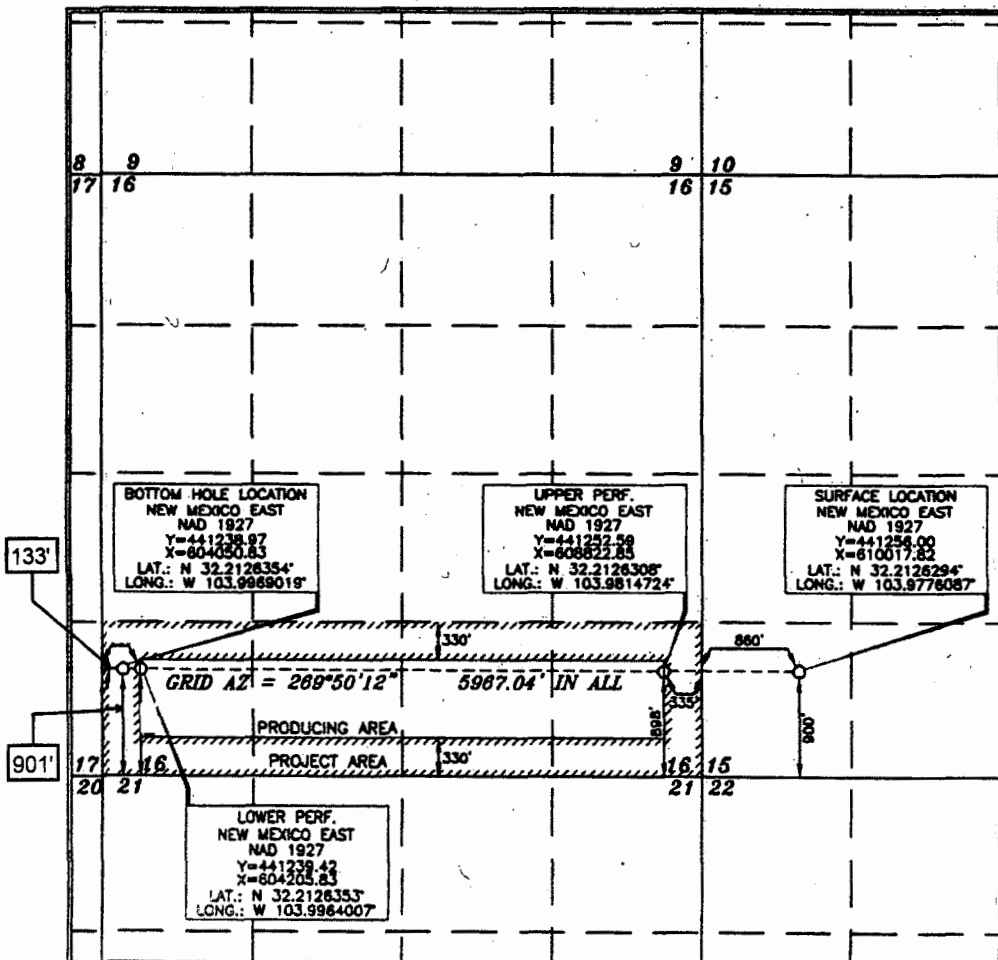 8 9
17 16
9 10
16 15
BOTTOM HOLE LOCATION
NEW MEXICO EAST
NAD 1927
Y=441238.97
X=604050.83
LAT.: N 32.2126354°
LONG.: W 103.9969019°
UPPER PERF.
NEW MEXICO EAST
NAD 1927
Y=441252.59
X=608822.85
LAT.: N 32.2126308°
LONG.: W 103.9814724°
SURFACE LOCATION
NEW MEXICO EAST
NAD 1927
Y=441256.00
X=610017.82
LAT.: N 32.2126294°
LONG.: W 103.9776087°
133'
330'
860'
GRID AZ = 269°50'12"
5967.04' IN ALL
335'
898'
900'
PRODUCING AREA
901'
PROJECT AREA
330'
17 16
20 21
16 15
21 22
LOWER PERF.
NEW MEXICO EAST
NAD 1927
Y=441239.42
X=604205.83
LAT.: N 32.2126353°
LONG.: W 103.9964007°